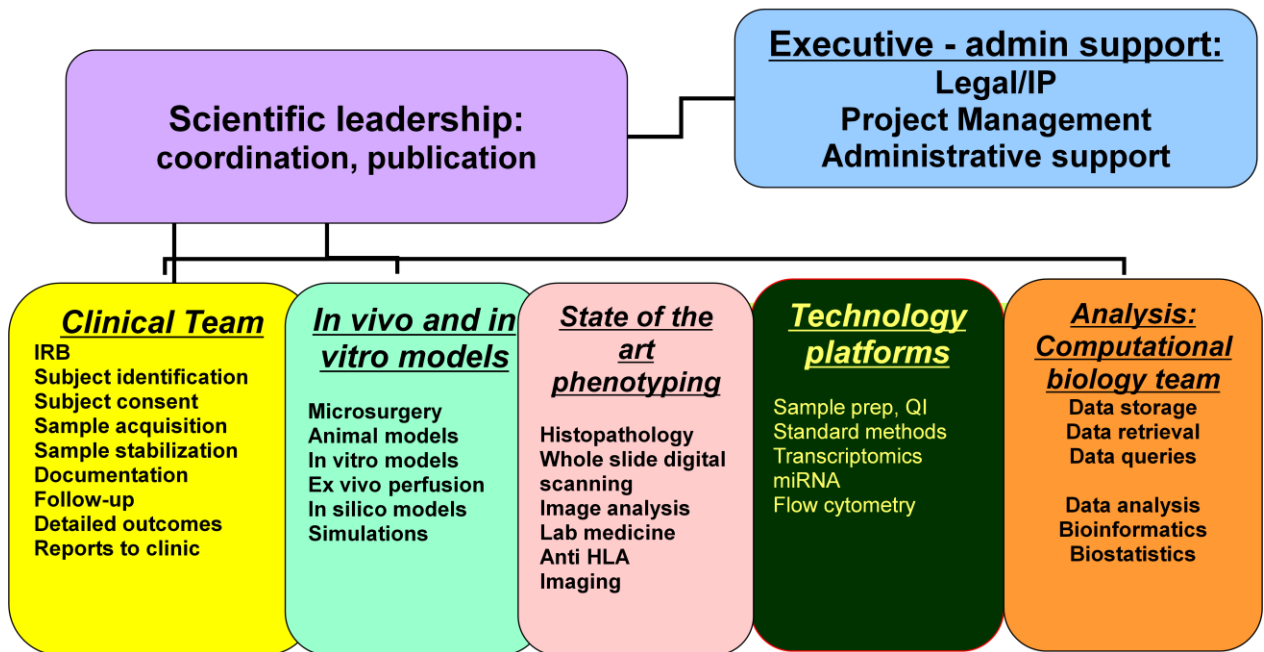 Scientific leadership:
coordination, publication
Executive - admin support:
Legal/IP
Project Management
Administrative support
Clinical Team
IRB
Subject identification
Subject consent
Sample acquisition
Sample stabilization
Documentation
Follow-up
Detailed outcomes
Reports to clinic
In vivo and in
vitro models
Microsurgery
Animal models
In vitro models
Ex vivo perfusion
In silico models
Simulations
State of the
art
phenotyping
Histopathology
Whole slide digital
scanning
Image analysis
Lab medicine
Anti HLA
Imaging
Technology
platforms
Sample prep, QI
Standard methods
Transcriptomics
miRNA
Flow cytometry
Analysis:
Computational
biology team
Data storage
Data retrieval
Data queries
Data analysis
Bioinformatics
Biostatistics